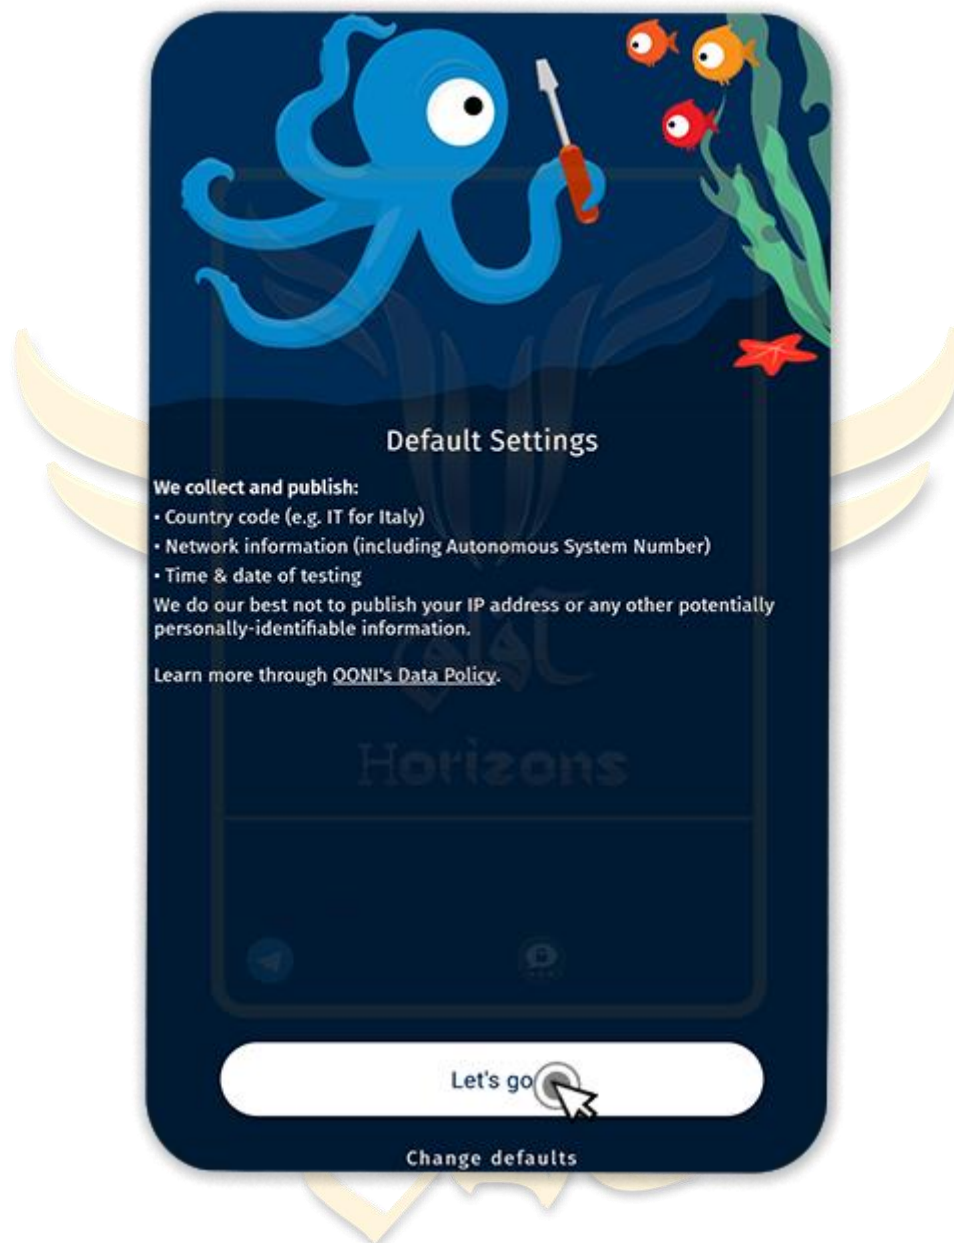 Default Settings
We collect and publish:
• Country code (e.g. IT for Italy)
• Network information (including Autonomous System Number)
• Time & date of testing
We do our best not to publish your IP address or any other potentially
personally-identifiable information.
Learn more through OONI's Data Policy.
آفاق
Horizons
Let's go
Change defaults